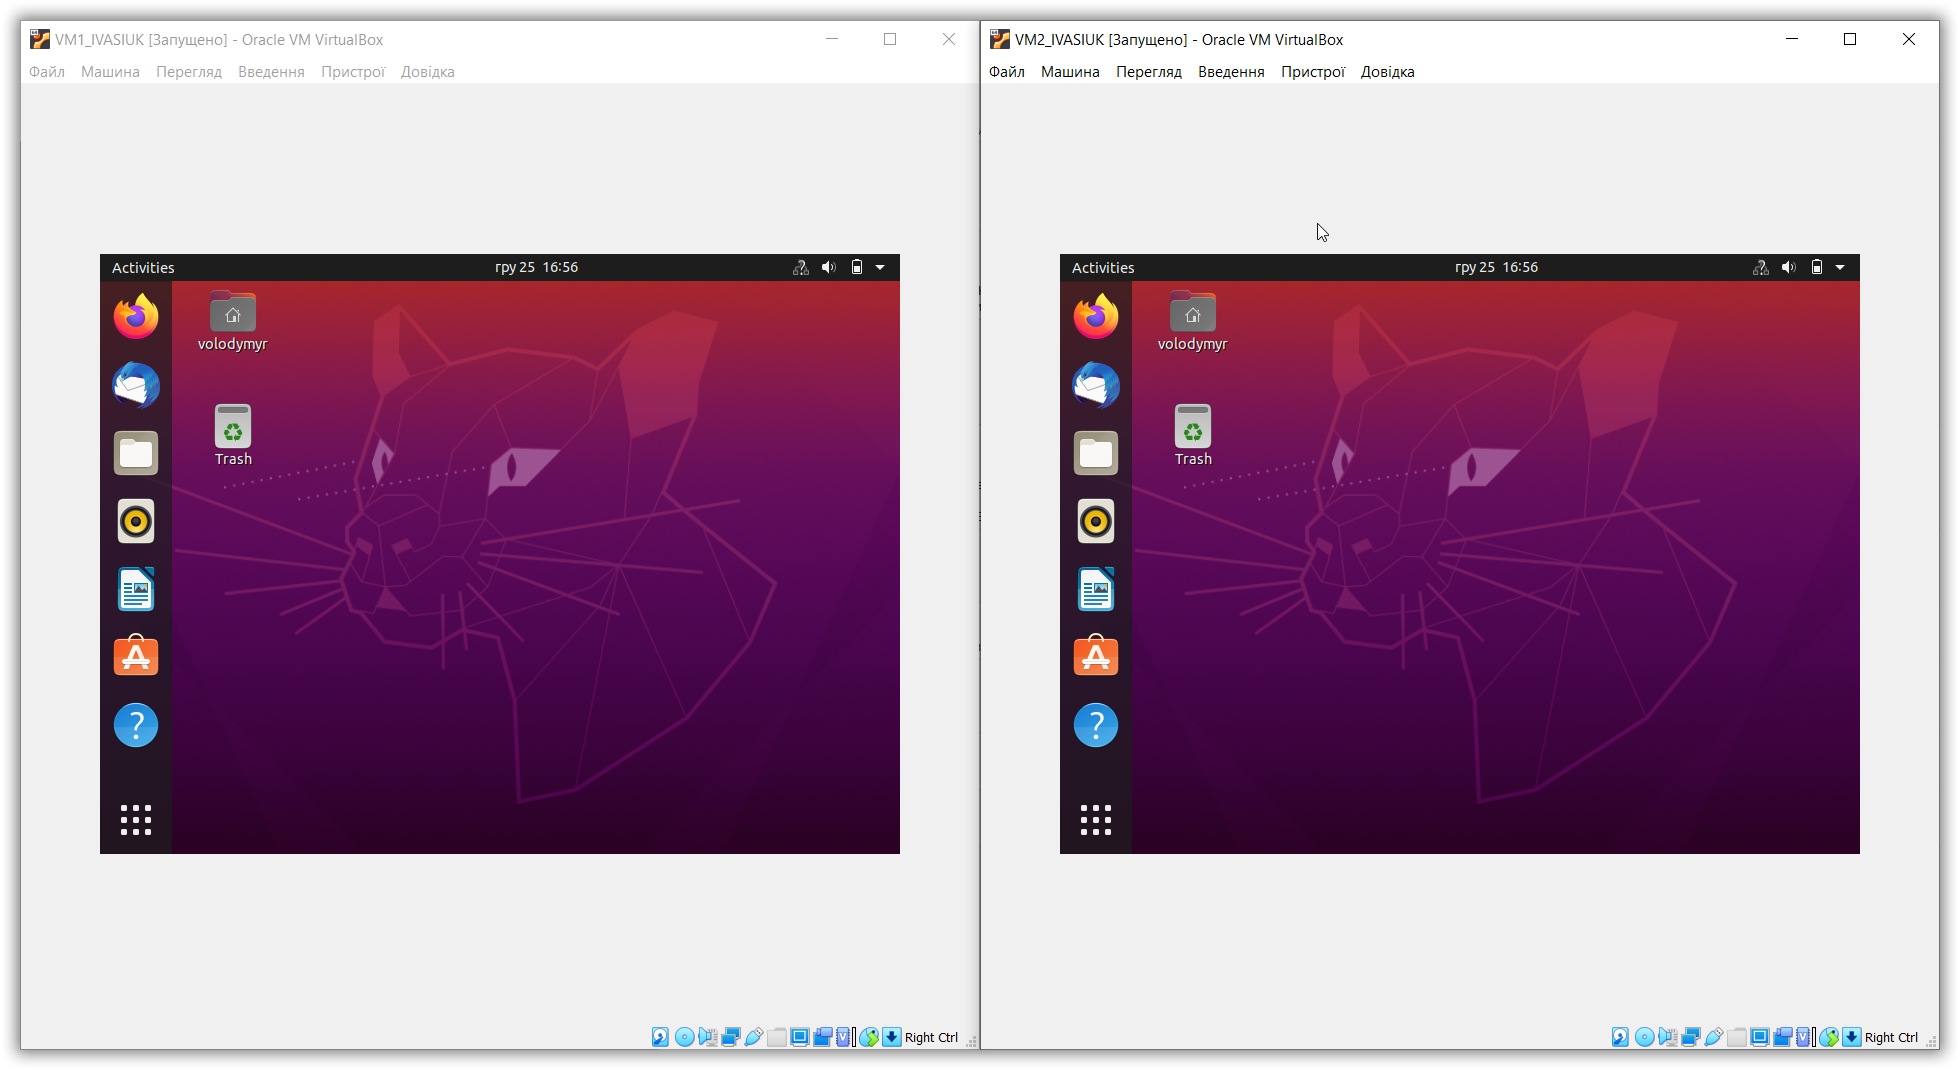 VM1_IVASIUK [Запущено] - Oracle VM VirtualBox
Файл Машина Перегляд Введення Пристрої Довідка
Activities
гру 25 16:56
volodymyr
Trash
Right Ctrl
VM2_IVASIUK [Запущено] - Oracle VM VirtualBox
Файл Машина Перегляд Введення Пристрої Довідка
Activities
гру 25 16:56
volodymyr
Trash
Right Ctrl